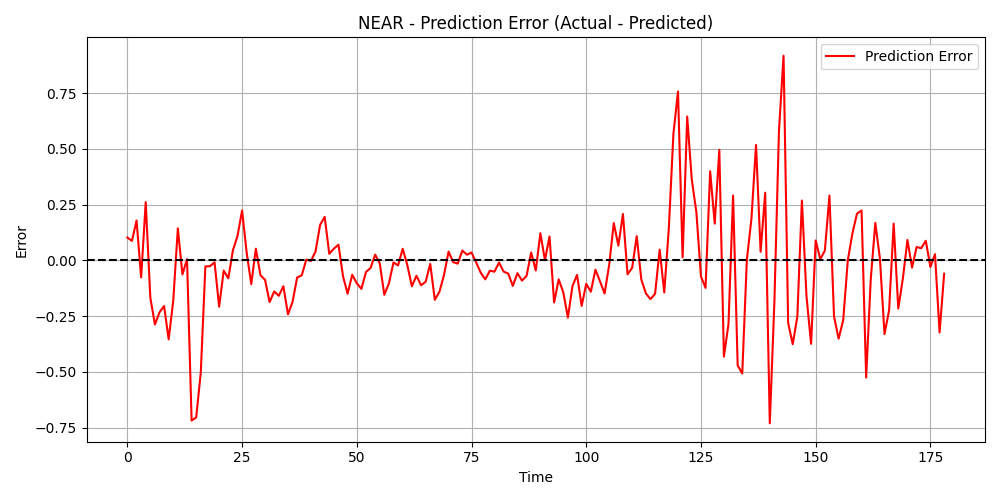 NEAR - Prediction Error (Actual - Predicted)
Prediction Error
Error
0.75
0.50
0.25
0.00
−0.25
−0.50
−0.75
0 25 50 75 100 125 150 175
Time